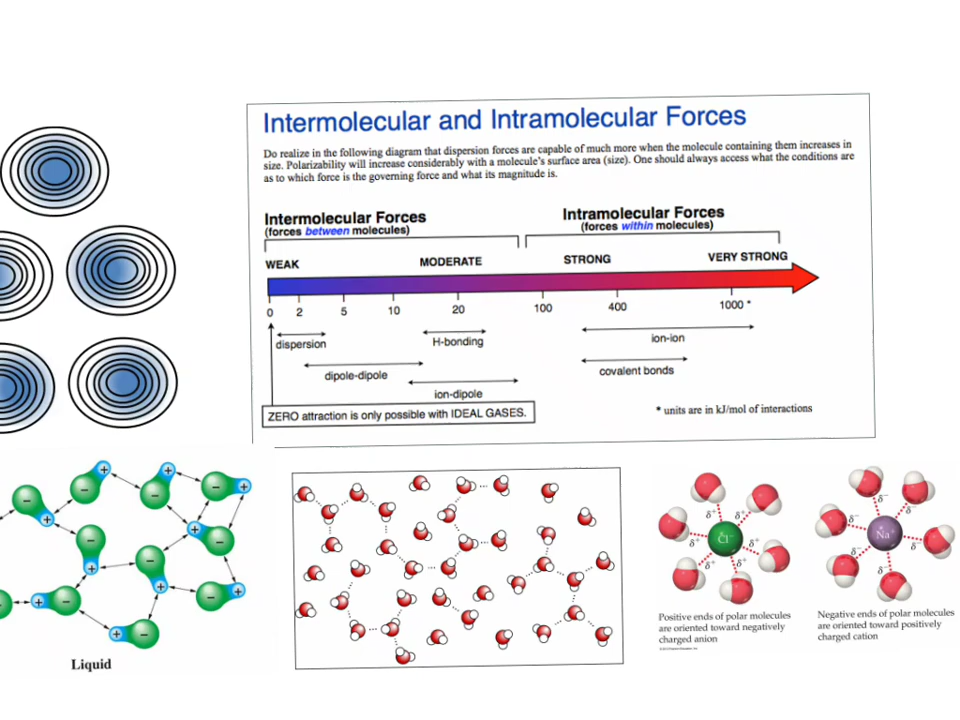 Intermolecular and Intramolecular Forces
Do realize in the following diagram that dispersion forces are capable of much more when the molecule containing them increases in
size. Polarizability will increase considerably with a molecule's surface area (size). One should always access what the conditions are
as to which force is the governing force and what its magnitude is.
Intermolecular Forces
(forces between molecules)
Intramolecular Forces
(forces within molecules)
WEAK MODERATE STRONG VERY STRONG
0 2 5 10 20 100 400 1000 *
dispersion H-bonding ion-ion
dipole-dipole covalent bonds
ion-dipole
ZERO attraction is only possible with IDEAL GASES.
* units are in kJ/mol of interactions
Liquid
Cl⁻
δ⁺ δ⁺ δ⁺ δ⁺ δ⁺ δ⁺
Na⁺
δ⁻ δ⁻ δ⁻ δ⁻ δ⁻ δ⁻
Positive ends of polar molecules
are oriented toward negatively
charged anion
Negative ends of polar molecules
are oriented toward positively
charged cation